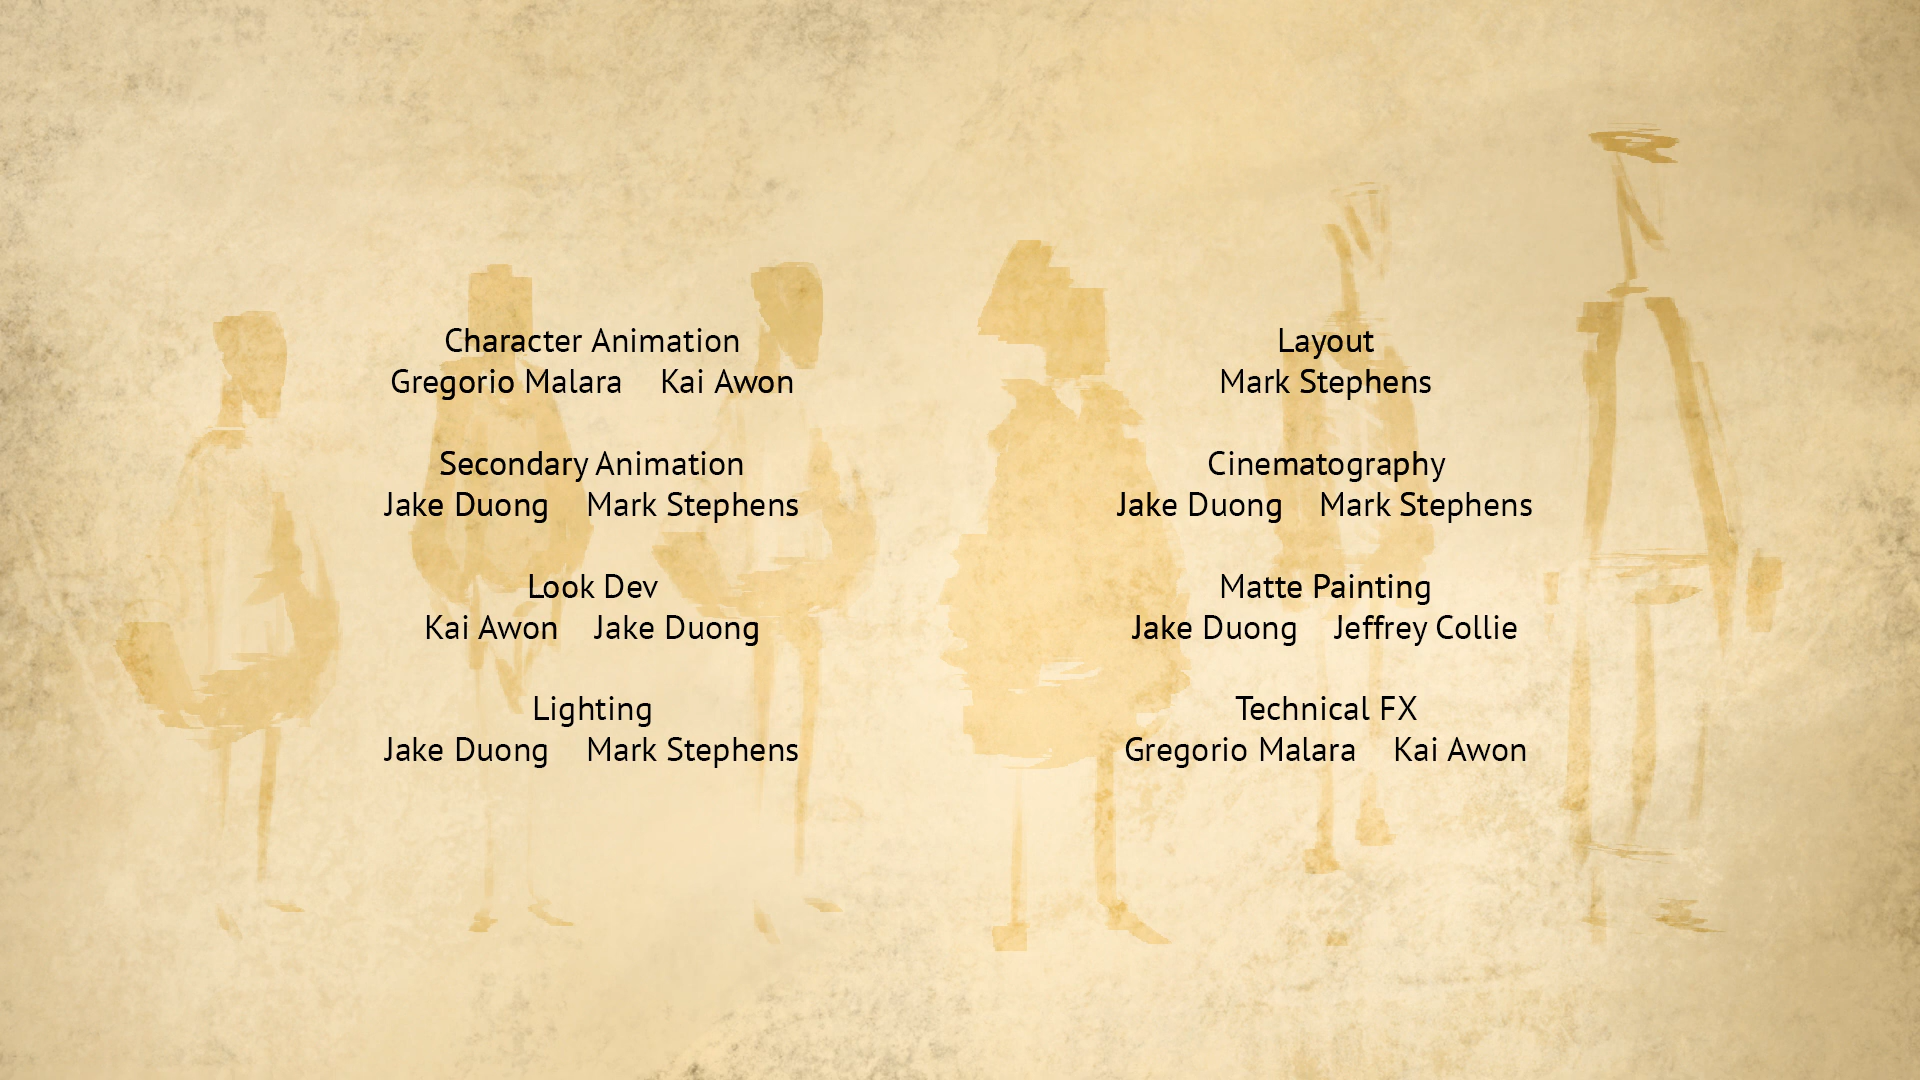 Character Animation
Gregorio Malara Kai Awon
Secondary Animation
Jake Duong Mark Stephens
Look Dev
Kai Awon Jake Duong
Lighting
Jake Duong Mark Stephens
Layout
Mark Stephens
Cinematography
Jake Duong Mark Stephens
Matte Painting
Jake Duong Jeffrey Collie
Technical FX
Gregorio Malara Kai Awon